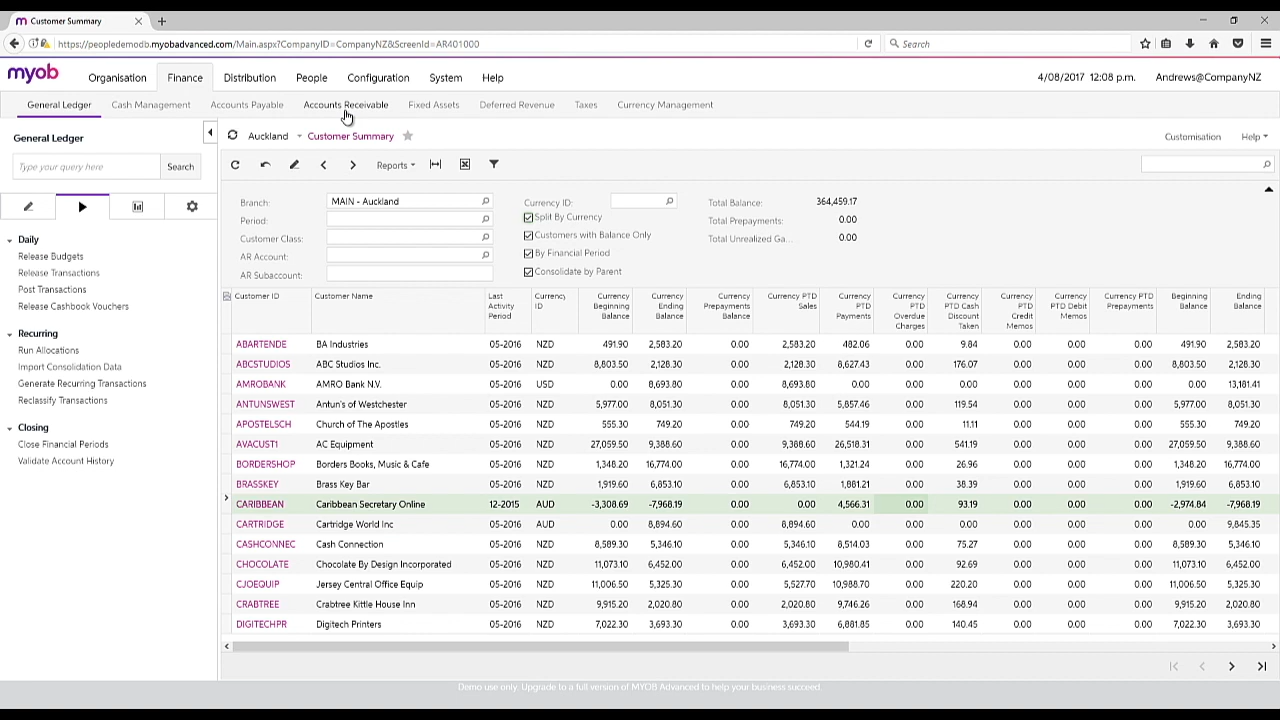 myob Customer Summary
https://peopledemodb.myobadvanced.com/Main.aspx?CompanyID=CompanyNZ&ScreenId=AR401000 Search
myob Organisation Finance Distribution People Configuration System Help 4/08/2017 12:08 p.m. Andrews@CompanyNZ
General Ledger Cash Management Accounts Payable Accounts Receivable Fixed Assets Deferred Revenue Taxes Currency Management
General Ledger Auckland Customer Summary Customisation Help
Type your query here Search Reports
Branch: MAIN - Auckland Currency ID: Total Balance: 364,459.17
Period: Split By Currency Total Prepayments: 0.00
Customer Class: Customers with Balance Only Total Unrealized Ga... 0.00
AR Account: By Financial Period
AR Subaccount: Consolidate by Parent
Daily
Release Budgets
Release Transactions
Post Transactions
Release Cashbook Vouchers
Recurring
Run Allocations
Import Consolidation Data
Generate Recurring Transactions
Reclassify Transactions
Closing
Close Financial Periods
Validate Account History
Customer ID Customer Name Last Activity Period Currency ID Currency Beginning Balance Currency Ending Balance Currency Prepayments Balance Currency PTD Sales Currency PTD Payments Currency PTD Overdue Charges Currency PTD Cash Discount Taken Currency PTD Credit Memos Currency PTD Debit Memos Currency PTD Prepayments Beginning Balance Ending Balance
ABARTENDE BA Industries 05-2016 NZD 491.90 2,583.20 0.00 2,583.20 482.06 0.00 9.84 0.00 0.00 0.00 491.90 2,583.20
ABCSTUDIOS ABC Studios Inc. 05-2016 NZD 8,803.50 2,128.30 0.00 2,128.30 8,627.43 0.00 176.07 0.00 0.00 0.00 8,803.50 2,128.30
AMROBANK AMRO Bank N.V. 05-2016 USD 0.00 8,693.80 0.00 8,693.80 0.00 0.00 0.00 0.00 0.00 0.00 0.00 13,181.41
ANTUNSWEST Antun's of Westchester 05-2016 NZD 5,977.00 8,051.30 0.00 8,051.30 5,857.46 0.00 119.54 0.00 0.00 0.00 5,977.00 8,051.30
APOSTELSCH Church of The Apostles 05-2016 NZD 555.30 749.20 0.00 749.20 544.19 0.00 11.11 0.00 0.00 0.00 555.30 749.20
AVACUST1 AC Equipment 05-2016 NZD 27,059.50 9,388.60 0.00 9,388.60 26,518.31 0.00 541.19 0.00 0.00 0.00 27,059.50 9,388.60
BORDERSHOP Borders Books, Music & Cafe 05-2016 NZD 1,348.20 16,774.00 0.00 16,774.00 1,321.24 0.00 26.96 0.00 0.00 0.00 1,348.20 16,774.00
BRASSKEY Brass Key Bar 05-2016 NZD 1,919.60 6,853.10 0.00 6,853.10 1,881.21 0.00 38.39 0.00 0.00 0.00 1,919.60 6,853.10
CARIBBEAN Caribbean Secretary Online 12-2015 AUD -3,308.69 -7,968.19 0.00 0.00 4,566.31 0.00 93.19 0.00 0.00 0.00 -2,974.84 -7,968.19
CARTRIDGE Cartridge World Inc 05-2016 AUD 0.00 8,894.60 0.00 8,894.60 0.00 0.00 0.00 0.00 0.00 0.00 0.00 9,845.35
CASHCONNEC Cash Connection 05-2016 NZD 8,589.30 5,346.10 0.00 5,346.10 8,514.03 0.00 75.27 0.00 0.00 0.00 8,589.30 5,346.10
CHOCOLATE Chocolate By Design Incorporated 05-2016 NZD 11,073.10 6,452.00 0.00 6,452.00 10,980.41 0.00 92.69 0.00 0.00 0.00 11,073.10 6,452.00
CJOEQUIP Jersey Central Office Equip 05-2016 NZD 11,006.50 5,325.30 0.00 5,527.70 10,988.70 0.00 220.20 0.00 0.00 0.00 11,006.50 5,325.30
CRABTREE Crabtree Kittle House Inn 05-2016 NZD 9,915.20 2,020.80 0.00 2,020.80 9,746.26 0.00 168.94 0.00 0.00 0.00 9,915.20 2,020.80
DIGITECHPR Digitech Printers 05-2016 NZD 7,022.30 3,693.30 0.00 3,693.30 6,881.85 0.00 140.45 0.00 0.00 0.00 7,022.30 3,693.30
Demo use only. Upgrade to a full version of MYOB Advanced to help your business succeed.